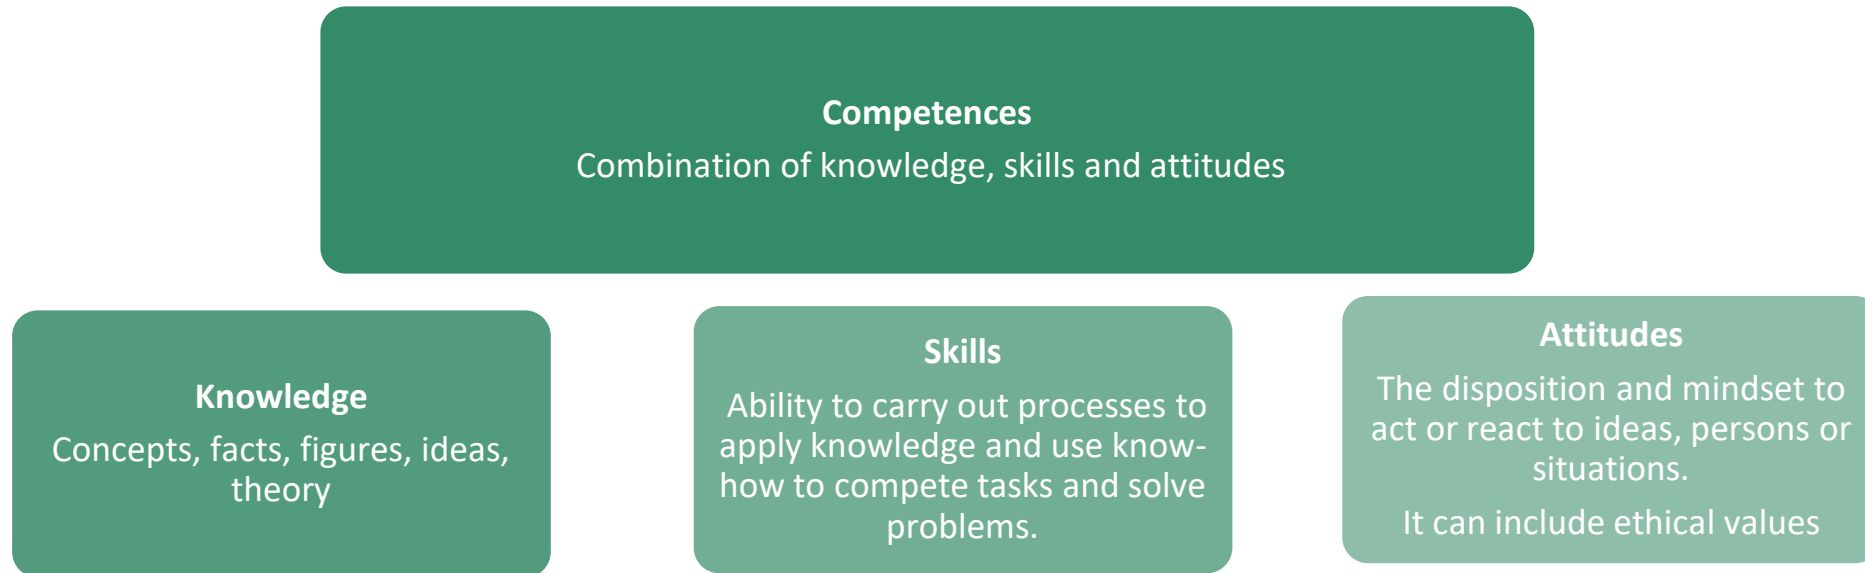 Competences
Combination of knowledge, skills and attitudes
Knowledge
Concepts, facts, figures, ideas,
theory
Skills
Ability to carry out processes to
apply knowledge and use know-
how to compete tasks and solve
problems.
Attitudes
The disposition and mindset to
act or react to ideas, persons or
situations.
It can include ethical values